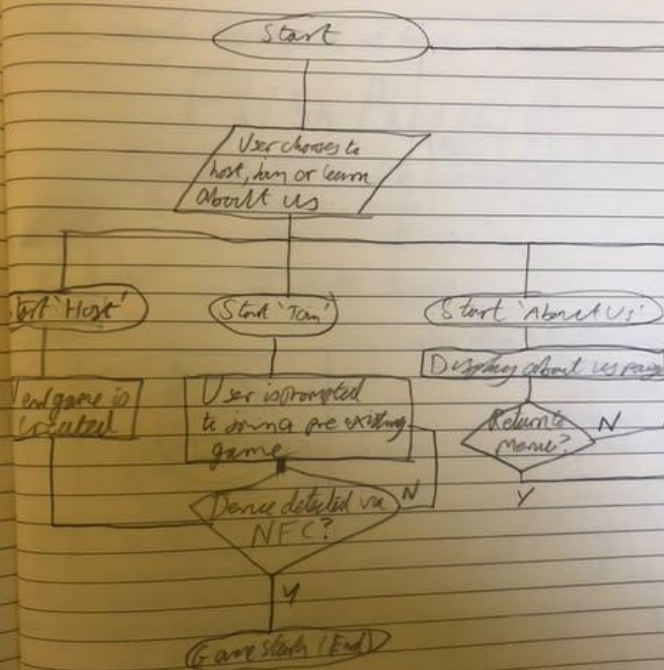 Start
User chooses to
host, join or learn
about us
Start 'Host'
Start 'Join'
Start 'About Us'
Display about us page
game is
created
User is prompted
to join a pre existing
game
Return to
Menu?
N
Y
Device detected via
NFC?
N
Y
Game starts (End)